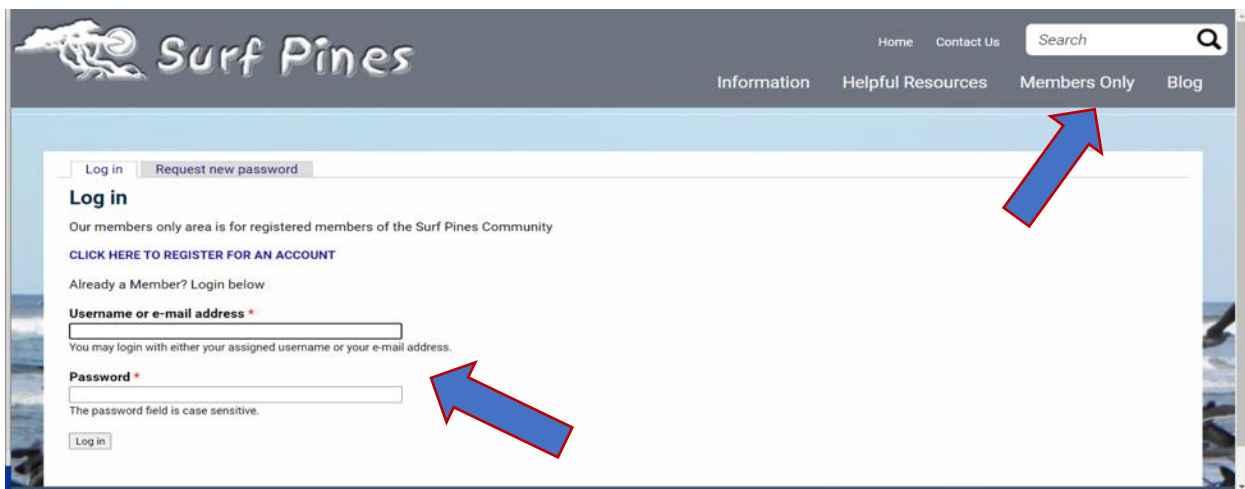 Surf Pines
Home Contact Us Search
Information Helpful Resources Members Only Blog
Log in Request new password
Log in
Our members only area is for registered members of the Surf Pines Community
CLICK HERE TO REGISTER FOR AN ACCOUNT
Already a Member? Login below
Username or e-mail address *
You may login with either your assigned username or your e-mail address.
Password *
The password field is case sensitive.
Log in